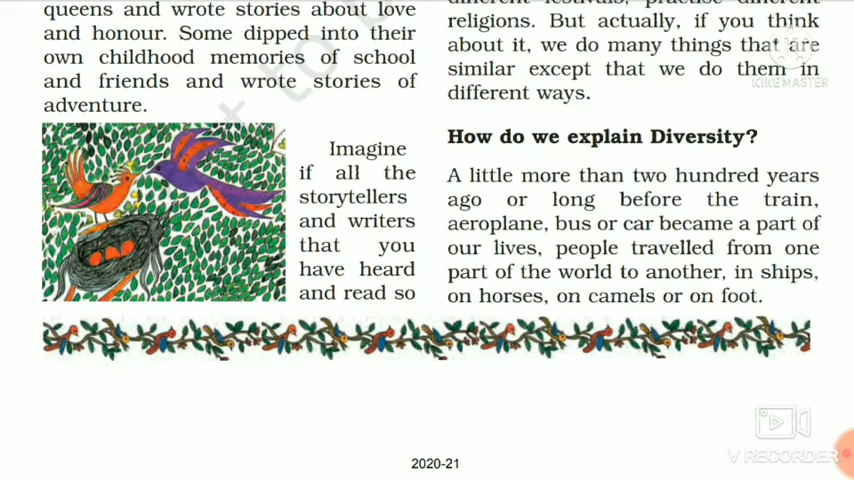 queens and wrote stories about love
and honour. Some dipped into their
own childhood memories of school
and friends and wrote stories of
adventure.
Imagine
if all the
storytellers
and writers
that you
have heard
and read so
religions. But actually, if you think
about it, we do many things that are
similar except that we do them in
different ways.
How do we explain Diversity?
A little more than two hundred years
ago or long before the train,
aeroplane, bus or car became a part of
our lives, people travelled from one
part of the world to another, in ships,
on horses, on camels or on foot.
2020-21
KINEMASTER
V RECORDER